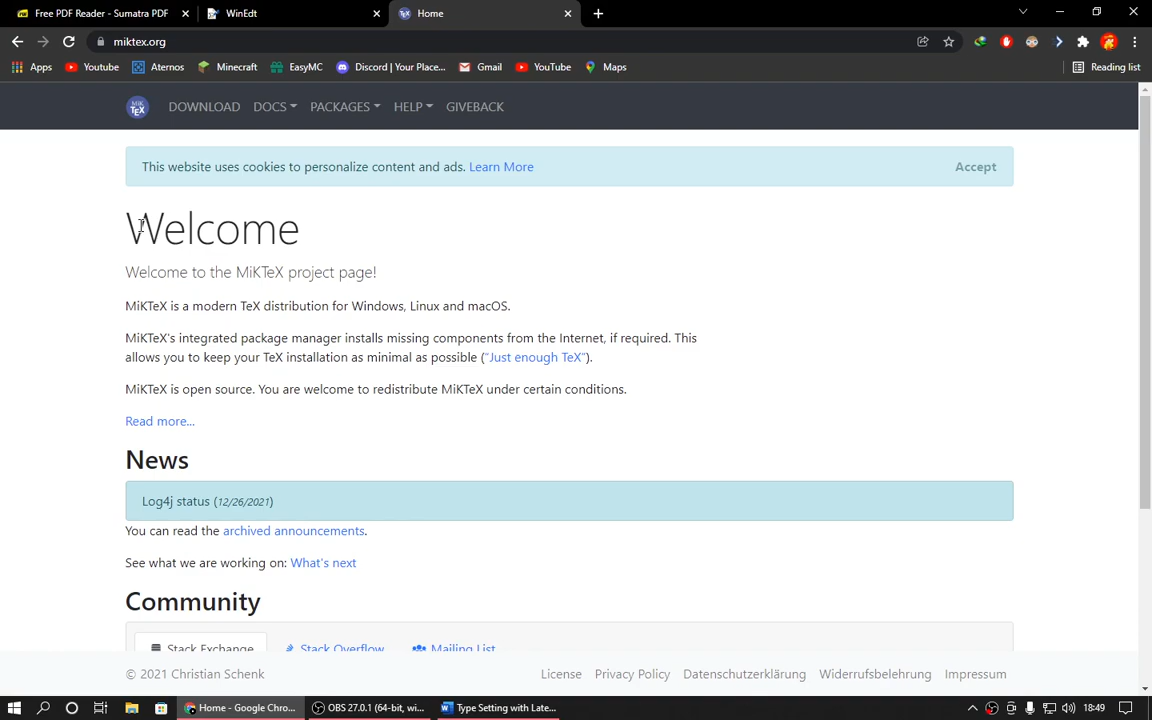 Free PDF Reader - Sumatra PDF
WinEdt
Home
miktex.org
Apps
Youtube
Aternos
Minecraft
EasyMC
Discord | Your Place...
Gmail
YouTube
Maps
Reading list
MiK
TEX
DOWNLOAD
DOCS
PACKAGES
HELP
GIVEBACK
This website uses cookies to personalize content and ads. Learn More
Accept
Welcome
Welcome to the MiKTeX project page!
MiKTeX is a modern TeX distribution for Windows, Linux and macOS.
MiKTeX's integrated package manager installs missing components from the Internet, if required. This
allows you to keep your TeX installation as minimal as possible (“Just enough TeX”).
MiKTeX is open source. You are welcome to redistribute MiKTeX under certain conditions.
Read more...
News
Log4j status (12/26/2021)
You can read the archived announcements.
See what we are working on: What's next
Community
Stack Exchange
Stack Overflow
Mailing List
© 2021 Christian Schenk
License
Privacy Policy
Datenschutzerklärung
Widerrufsbelehrung
Impressum
Home - Google Chro...
OBS 27.0.1 (64-bit, wi...
Type Setting with Late...
18:49